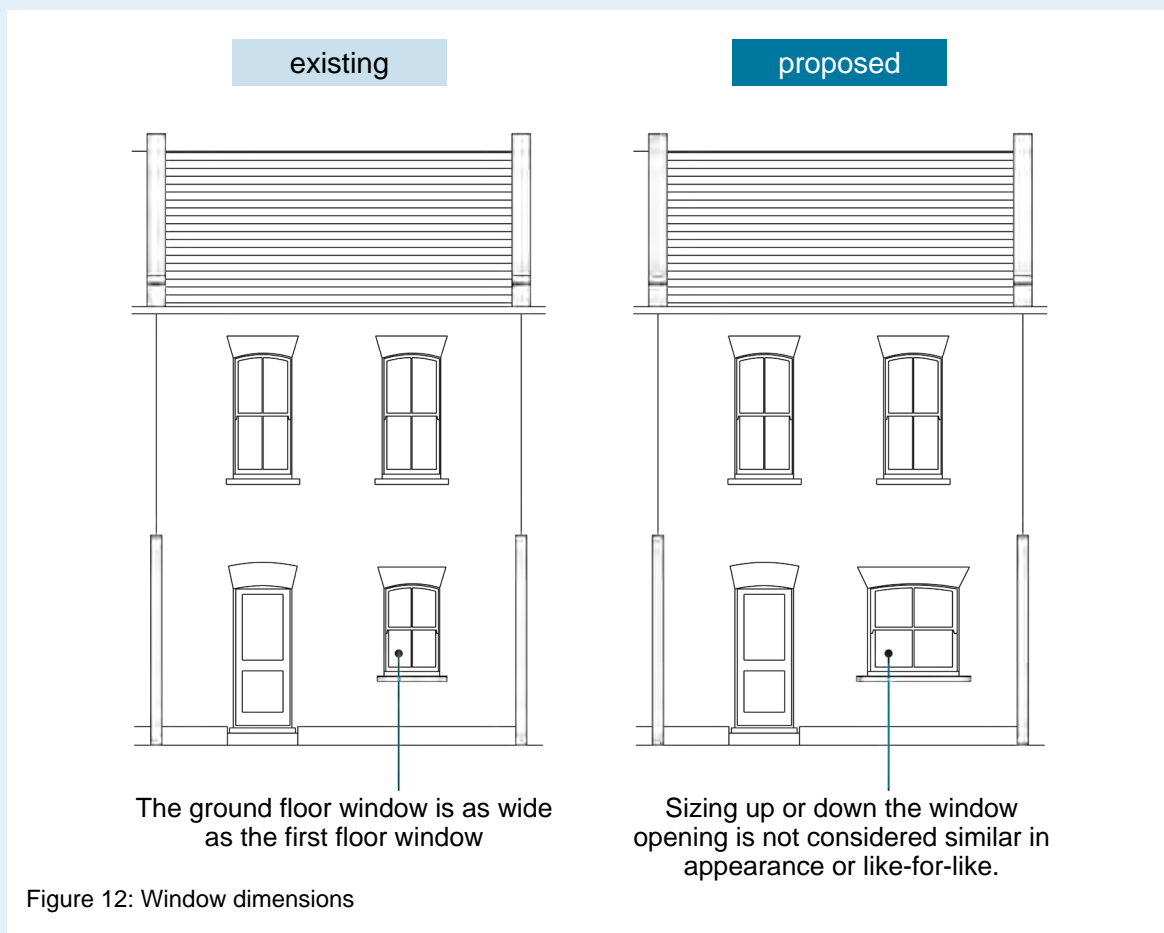 existing
proposed
The ground floor window is as wide
as the first floor window
Sizing up or down the window
opening is not considered similar in
appearance or like-for-like.
Figure 12: Window dimensions